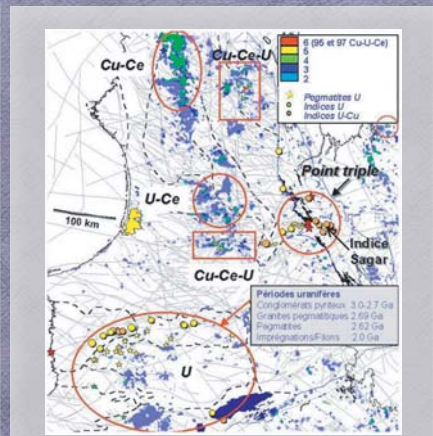 Cu-Ce
Cu-Ce-U
6 (95 et 97 Cu-U-Ce)
5
4
3
2
Pegmatites U
Indices U
Indices U-Cu
Point triple
U-Ce
100 km
Indice
Sagar
Cu-Ce-U
Périodes uranifères
Conglomérats pyriteux 3.0-2.7 Ga
Granites pegmatitiques 2.69 Ga
Pegmatites 2.62 Ga
Imprégnations/Filons 2.0 Ga
U